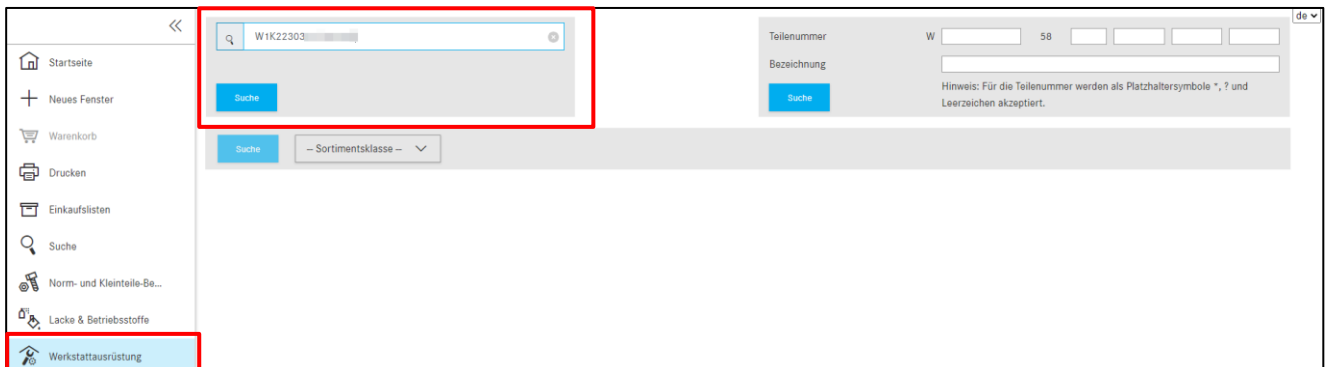 de
Startseite
Neues Fenster
Warenkorb
Drucken
Einkaufslisten
Suche
Norm- und Kleinteile-Be...
Lacke & Betriebsstoffe
Werkstattausrüstung
W1K22303
Suche
Teilenummer W 58
Bezeichnung
Suche
Hinweis: Für die Teilenummer werden als Platzhaltersymbole *, ? und
Leerzeichen akzeptiert.
Suche
– Sortimentsklasse –